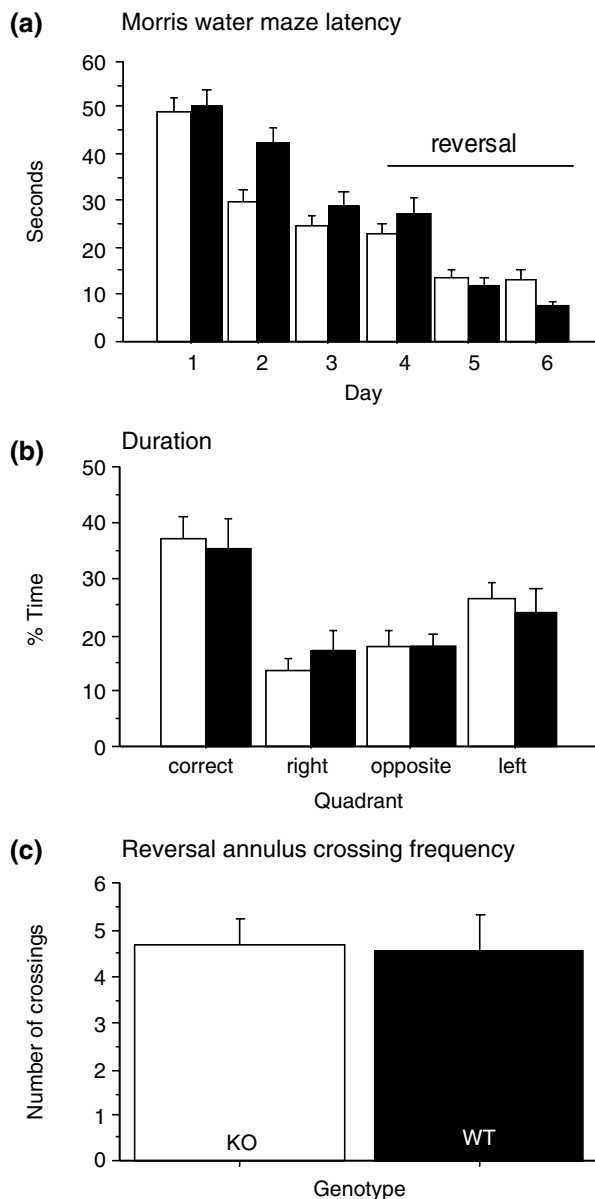 (a) Morris water maze latency
60
50
40
30
20
10
0
Seconds
reversal
1 2 3 4 5 6
Day
(b) Duration
50
40
30
20
10
0
% Time
correct right opposite left
Quadrant
(c) Reversal annulus crossing frequency
6
5
4
3
2
1
0
Number of crossings
KO WT
Genotype